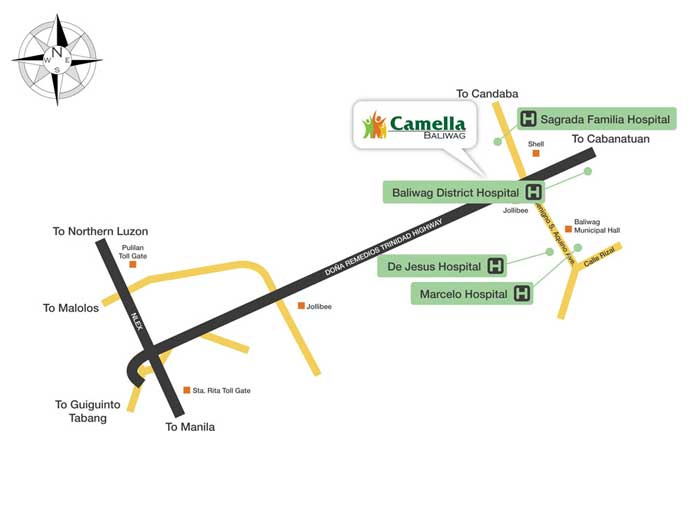 N
W E
S
To Candaba
Camella
BALIWAG
H Sagrada Familia Hospital
Shell
To Cabanatuan
Baliwag District Hospital H
Jollibee
Benigno S. Aquino Ave.
Baliwag
Municipal Hall
Calle Rizal
De Jesus Hospital H
Marcelo Hospital H
DOÑA REMEDIOS TRINIDAD HIGHWAY
To Northern Luzon
Pulilan
Toll Gate
To Malolos
NLEX
Jollibee
Sta. Rita Toll Gate
To Guiguinto
Tabang
To Manila